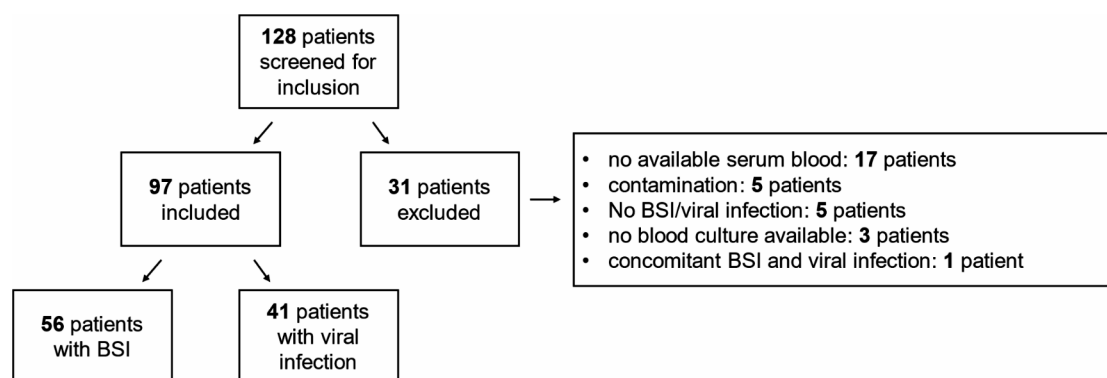 128 patients
screened for
inclusion
97 patients
included
31 patients
excluded
• no available serum blood: 17 patients
• contamination: 5 patients
• No BSI/viral infection: 5 patients
• no blood culture available: 3 patients
• concomitant BSI and viral infection: 1 patient
56 patients
with BSI
41 patients
with viral
infection